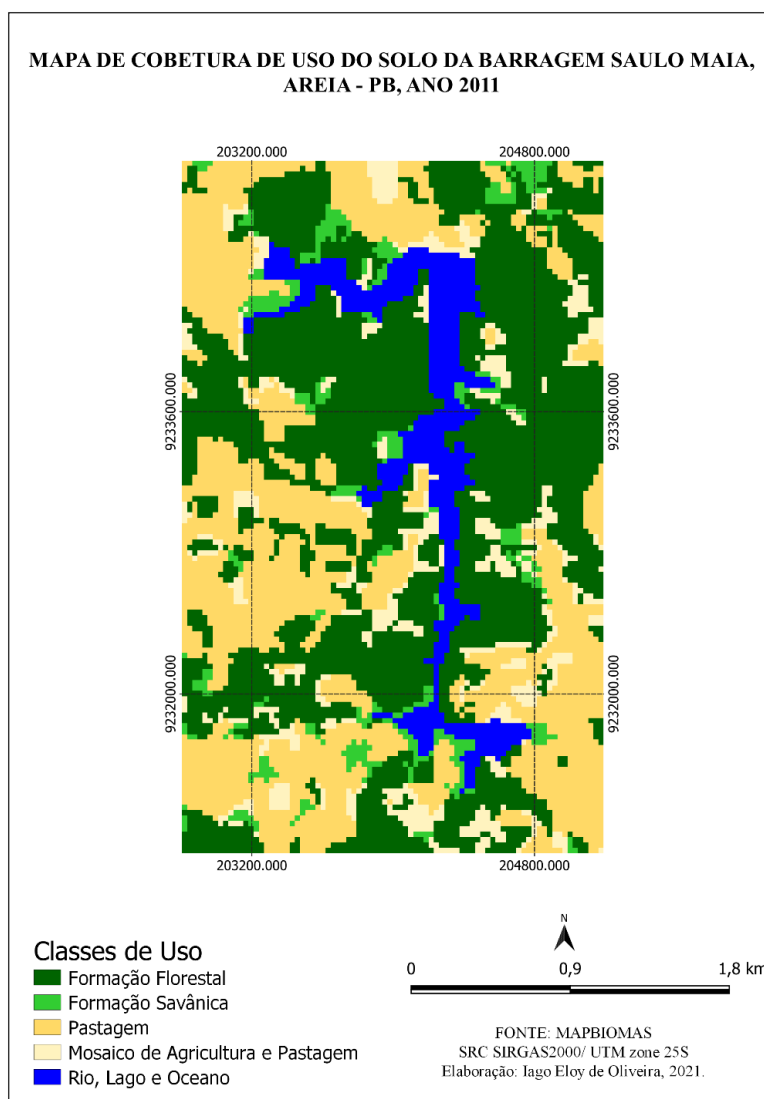 MAPA DE COBETURA DE USO DO SOLO DA BARRAGEM SAULO MAIA,
AREIA - PB, ANO 2011
203200.000
204800.000
9233600.000
9233600.000
9232000.000
9232000.000
203200.000
204800.000
Classes de Uso
Formação Florestal
Formação Savânica
Pastagem
Mosaico de Agricultura e Pastagem
Rio, Lago e Oceano
N
0
0,9
1,8 km
FONTE: MAPBIOMAS
SRC SIRGAS2000/ UTM zone 25S
Elaboração: Iago Eloy de Oliveira, 2021.